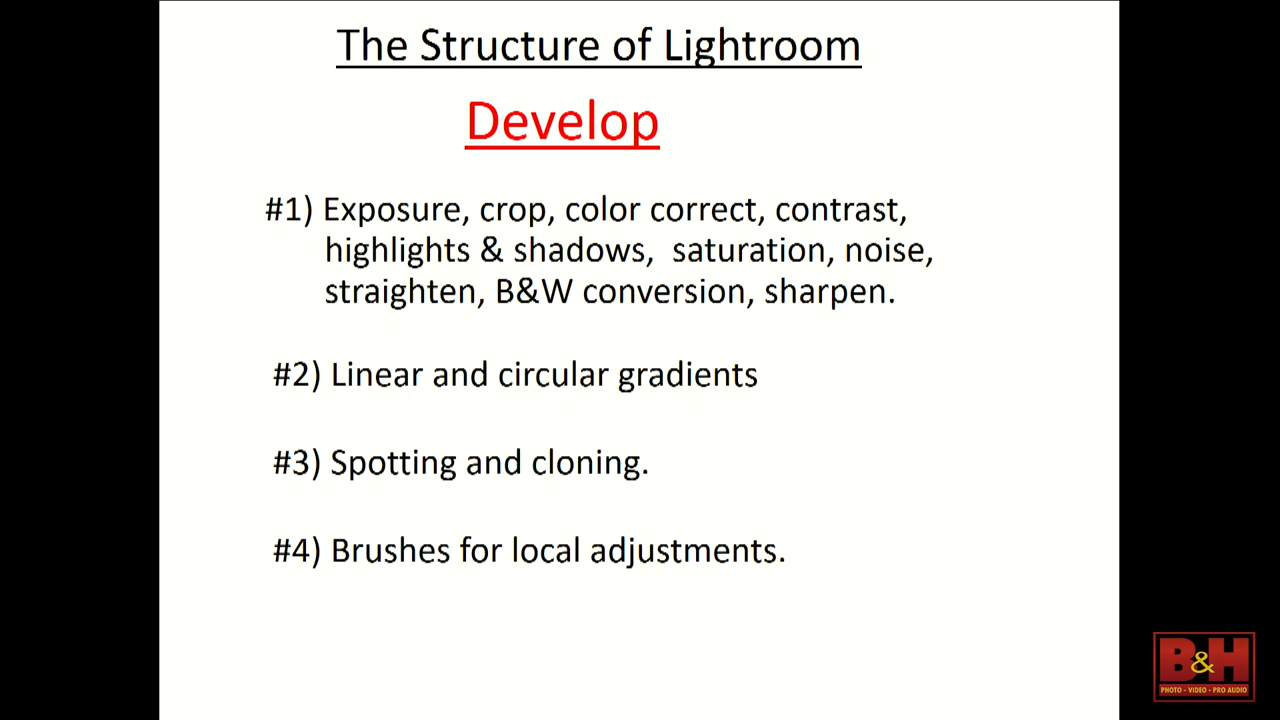 The Structure of Lightroom
Develop
#1) Exposure, crop, color correct, contrast,
highlights & shadows,  saturation, noise,
straighten, B&W conversion, sharpen.
#2) Linear and circular gradients
#3) Spotting and cloning.
#4) Brushes for local adjustments.
B&H
PHOTO - VIDEO - PRO AUDIO